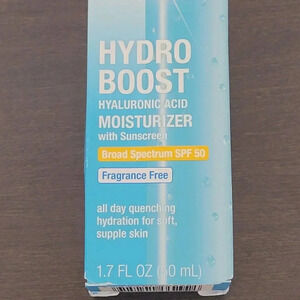 HYDRO
BOOST
HYALURONIC ACID
MOISTURIZER
with Sunscreen
Broad Spectrum SPF 50
Fragrance Free
all day quenching
hydration for soft,
supple skin
1.7 FL OZ (50 mL)